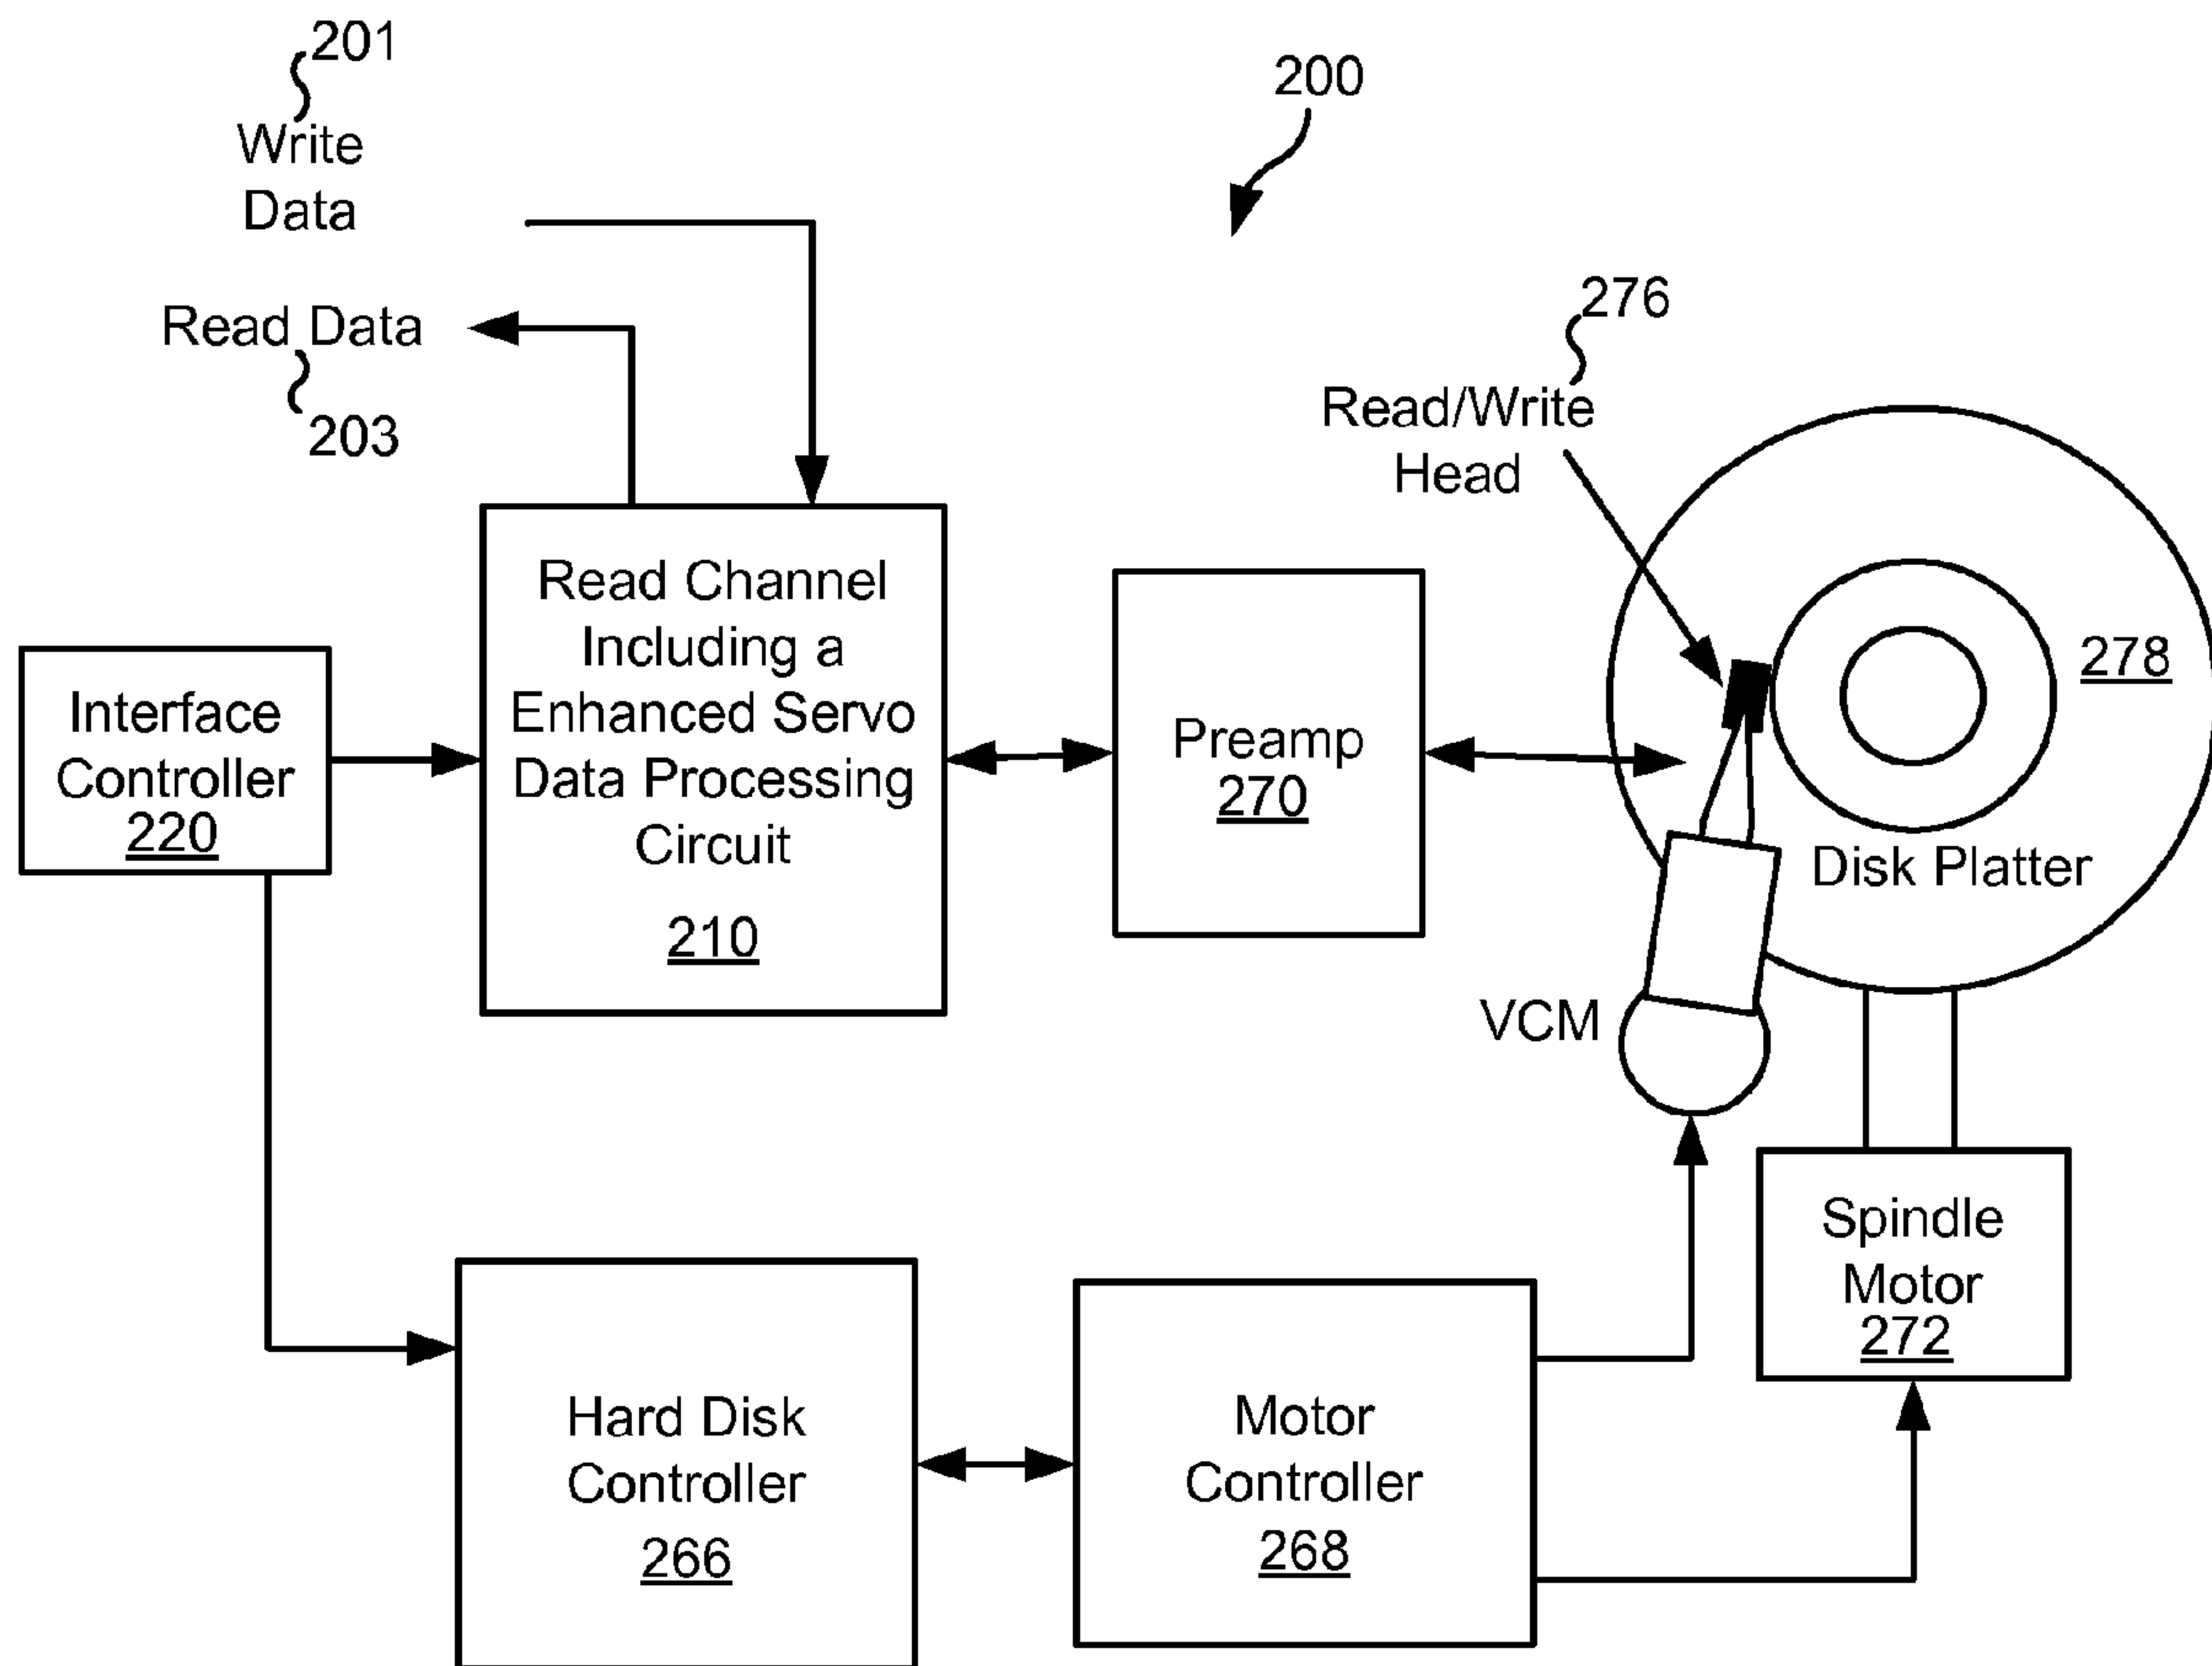 201
Write
Data
200
Read Data
203
276
Read/Write
Head
Read Channel
Including a
Enhanced Servo
Data Processing
Circuit
210
Interface
Controller
220
Preamp
270
278
Disk Platter
VCM
Spindle
Motor
272
Hard Disk
Controller
266
Motor
Controller
268